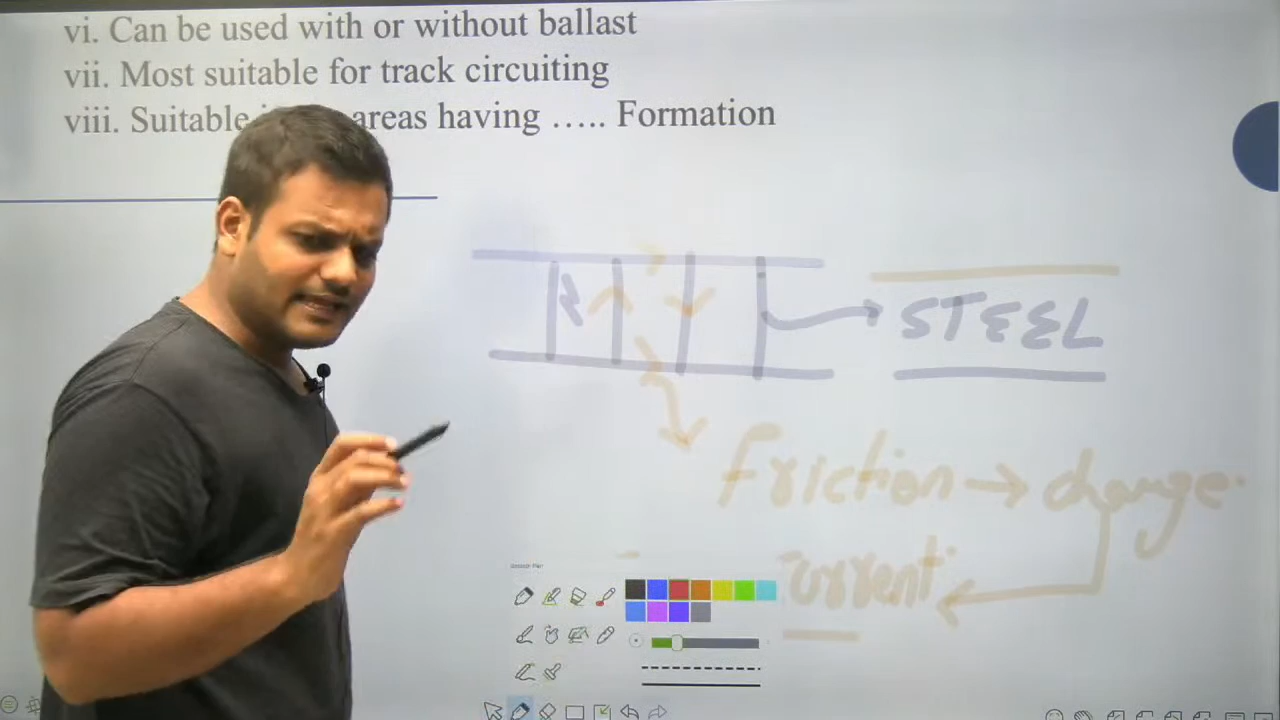 vi. Can be used with or without ballast
vii. Most suitable for track circuiting
viii. Suitable areas having ….. Formation
STEEL
Friction → change
current